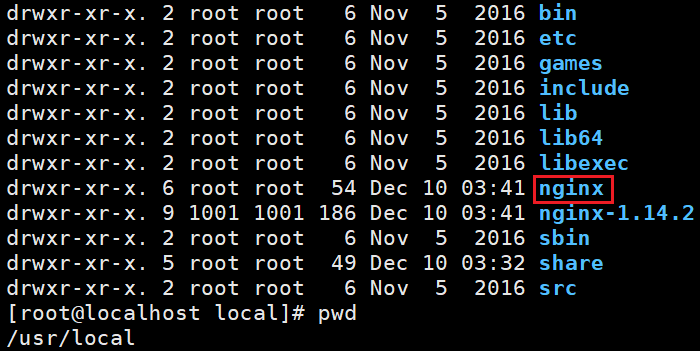 drwxr-xr-x. 2 root root   6 Nov  5  2016 bin
drwxr-xr-x. 2 root root   6 Nov  5  2016 etc
drwxr-xr-x. 2 root root   6 Nov  5  2016 games
drwxr-xr-x. 2 root root   6 Nov  5  2016 include
drwxr-xr-x. 2 root root   6 Nov  5  2016 lib
drwxr-xr-x. 2 root root   6 Nov  5  2016 lib64
drwxr-xr-x. 2 root root   6 Nov  5  2016 libexec
drwxr-xr-x. 6 root root  54 Dec 10 03:41 nginx
drwxr-xr-x. 9 1001 1001 186 Dec 10 03:41 nginx-1.14.2
drwxr-xr-x. 2 root root   6 Nov  5  2016 sbin
drwxr-xr-x. 5 root root  49 Dec 10 03:32 share
drwxr-xr-x. 2 root root   6 Nov  5  2016 src
[root@localhost local]# pwd
/usr/local